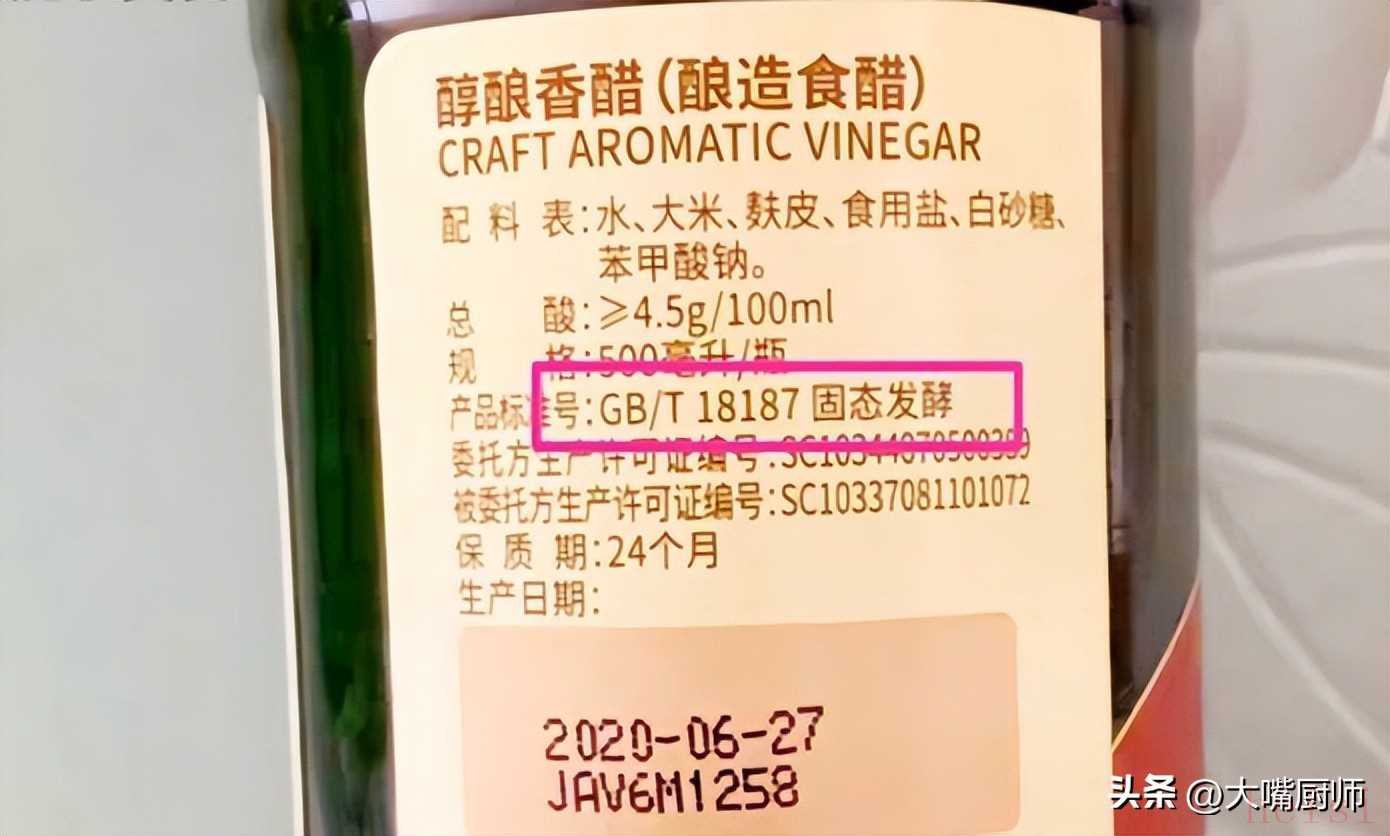 醇酿香醋(酿造食醋)
CRAFT AROMATIC VINEGAR
配料表:水、大米、麸皮、食用盐、白砂糖、
苯甲酸钠。
总酸:≥4.5g/100ml
规格:500毫升/瓶
产品标准号:GB/T 18187 固态发酵
委托方生产许可证编号:
被委托方生产许可证编号:SC10337081101072
保质期:24个月
生产日期:
2020-06-27
JAV6M1258
头条 @大嘴厨师